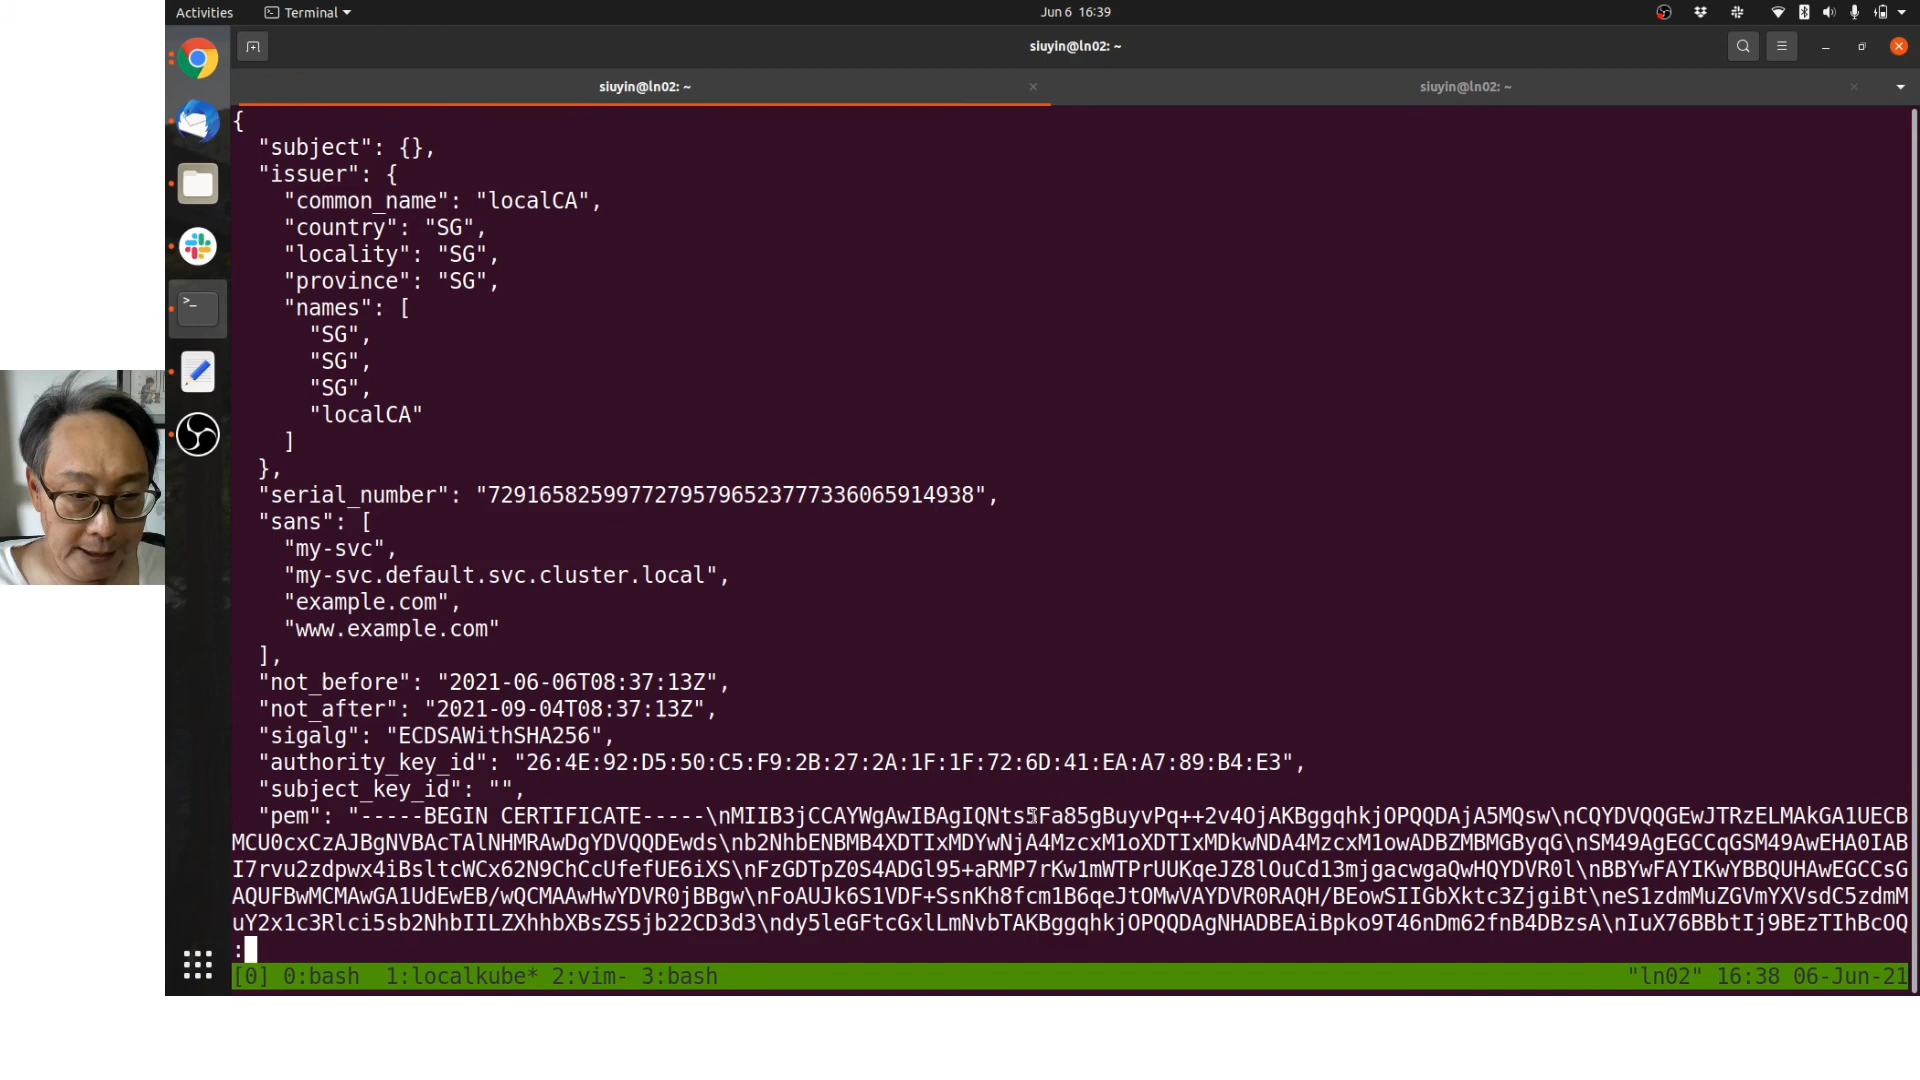 Activities
Terminal
Jun 6 16:39
siuyin@ln02: ~
siuyin@ln02: ~
siuyin@ln02: ~
{
"subject": {},
"issuer": {
"common_name": "localCA",
"country": "SG",
"locality": "SG",
"province": "SG",
"names": [
"SG",
"SG",
"SG",
"localCA"
]
},
"serial_number": "72916582599772795796523777336065914938",
"sans": [
"my-svc",
"my-svc.default.svc.cluster.local",
"example.com",
"www.example.com"
],
"not_before": "2021-06-06T08:37:13Z",
"not_after": "2021-09-04T08:37:13Z",
"sigalg": "ECDSAWithSHA256",
"authority_key_id": "26:4E:92:D5:50:C5:F9:2B:27:2A:1F:1F:72:6D:41:EA:A7:89:B4:E3",
"subject_key_id": "",
"pem": "-----BEGIN CERTIFICATE-----\nMIIB3jCCAYWgAwIBAgIQNts5Fa85gBuyvPq++2v4OjAKBggqhkjOPQQDAjA5MQsw\nCQYDVQQGEwJTRzELMAkGA1UECB
MCU0cxCzAJBgNVBAcTAlNHMRAwDgYDVQQDEwds\nb2NhbENBMB4XDTIxMDYwNjA4MzcxM1oXDTIxMDkwNDA4MzcxM1owADBZMBMGByqG\nSM49AgEGCCqGSM49AwEHA0IAB
I7rvu2zdpwx4iBsltcWCx62N9ChCcUfefUE6iXS\nFzGDTpZ0S4ADGl95+aRMP7rKw1mWTPrUUKqeJZ8lOuCd13mjgacwgaQwHQYDVR0l\nBBYwFAYIKwYBBQUHAwEGCCsG
AQUFBwMCMAwGA1UdEwEB/wQCMAAwHwYDVR0jBBgw\nFoAUJk6S1VDF+SsnKh8fcm1B6qeJtOMwVAYDVR0RAQH/BEowSIIGbXktc3ZjgiBt\neS1zdmMuZGVmYXVsdC5zdmM
uY2x1c3Rlci5sb2NhbIILZXhhbXBsZS5jb22CD3d3\ndy5leGFtcGxlLmNvbTAKBggqhkjOPQQDAgNHADBEAiBpko9T46nDm62fnB4DBzsA\nIuX76BBbtIj9BEzTIhBcOQ
:
[0] 0:bash 1:localkube* 2:vim- 3:bash
"ln02" 16:38 06-Jun-21